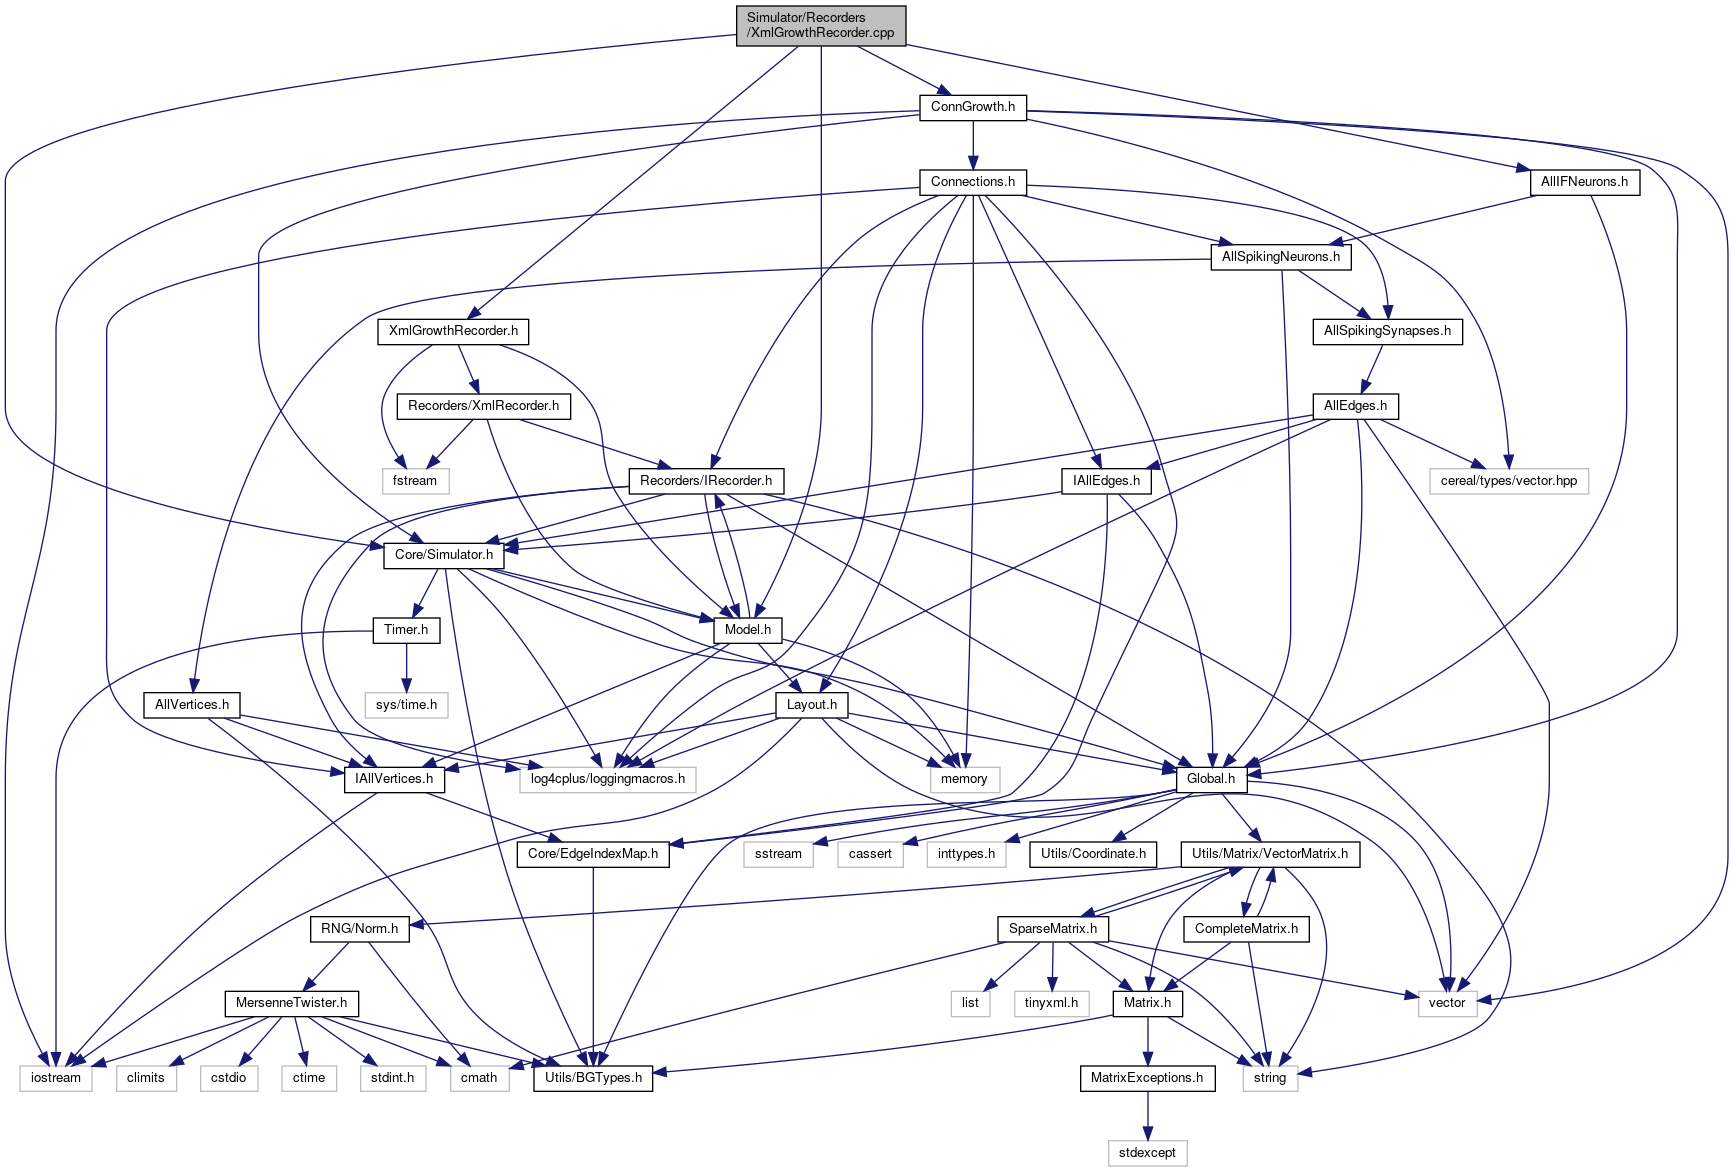 Simulator/Recorders
/XmlGrowthRecorder.cpp
ConnGrowth.h
Connections.h
AllIFNeurons.h
AllSpikingNeurons.h
XmlGrowthRecorder.h
AllSpikingSynapses.h
Recorders/XmlRecorder.h
AllEdges.h
fstream
Recorders/IRecorder.h
IAllEdges.h
cereal/types/vector.hpp
Core/Simulator.h
Timer.h
Model.h
AllVertices.h
sys/time.h
Layout.h
IAllVertices.h
log4cplus/loggingmacros.h
memory
Global.h
Core/EdgeIndexMap.h
sstream
cassert
inttypes.h
Utils/Coordinate.h
Utils/Matrix/VectorMatrix.h
RNG/Norm.h
SparseMatrix.h
CompleteMatrix.h
MersenneTwister.h
list
tinyxml.h
Matrix.h
vector
iostream
climits
cstdio
ctime
stdint.h
cmath
Utils/BGTypes.h
MatrixExceptions.h
string
stdexcept